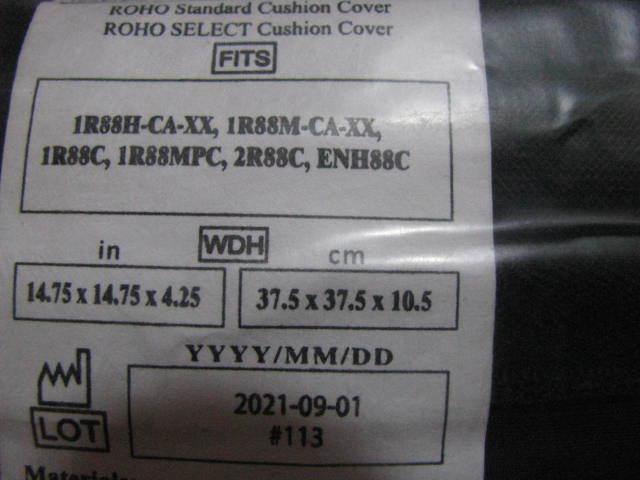 ROHO Standard Cushion Cover
ROHO SELECT Cushion Cover
FITS
1R88H-CA-XX, 1R88M-CA-XX,
1R88C, 1R88MPC, 2R88C, ENH88C
in WDH cm
14.75 x 14.75 x 4.25 37.5 x 37.5 x 10.5
YYYY/MM/DD
2021-09-01
LOT #113
Materials: